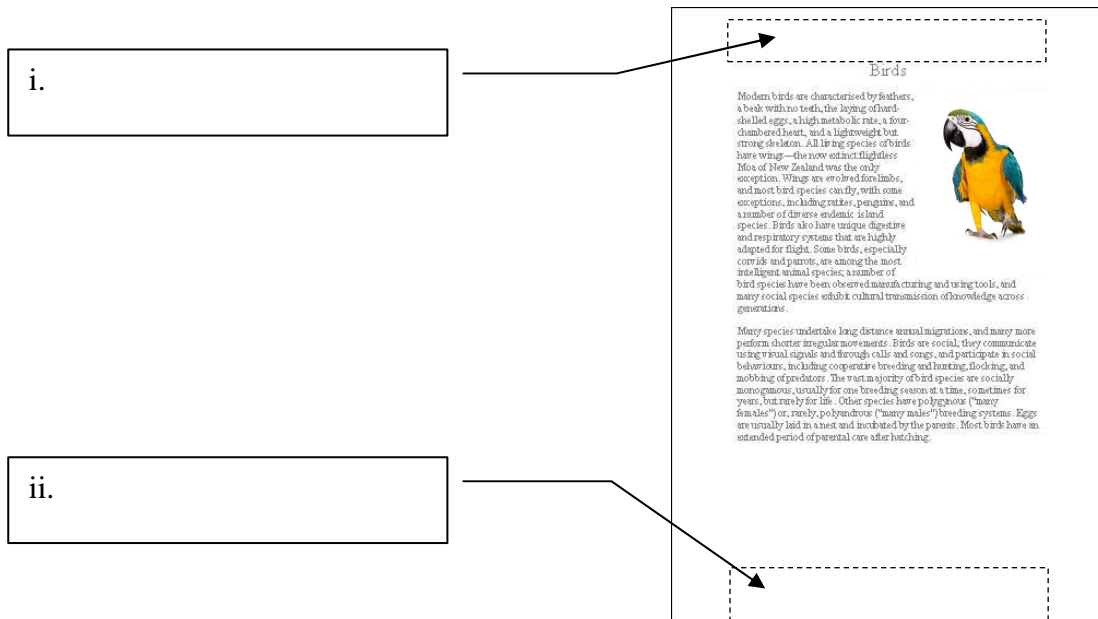 i.
Birds
Modern birds are characterised by feathers,
a beak with no teeth, the laying of hard-
shelled eggs, a high metabolic rate, a four-
chambered heart, and a lightweight but
strong skeleton. All living species of birds
have wings—the now extinct flightless
Moa of New Zealand was the only
exception. Wings are evolved forelimbs,
and most bird species can fly, with some
exceptions, including ratites, penguins, and
a number of diverse endemic island
species. Birds also have unique digestive
and respiratory systems that are highly
adapted for flight. Some birds, especially
corvids and parrots, are among the most
intelligent animal species; a number of
bird species have been observed manufacturing and using tools, and
many social species exhibit cultural transmission of knowledge across
generations.
Many species undertake long distance annual migrations, and many more
perform shorter irregular movements. Birds are social; they communicate
using visual signals and through calls and songs, and participate in social
behaviours, including cooperative breeding and hunting, flocking, and
mobbing of predators. The vast majority of bird species are socially
monogamous, usually for one breeding season at a time, sometimes for
years, but rarely for life. Other species have polygynous ("many
females") or, rarely, polyandrous ("many males") breeding systems. Eggs
are usually laid in a nest and incubated by the parents. Most birds have an
extended period of parental care after hatching.
ii.